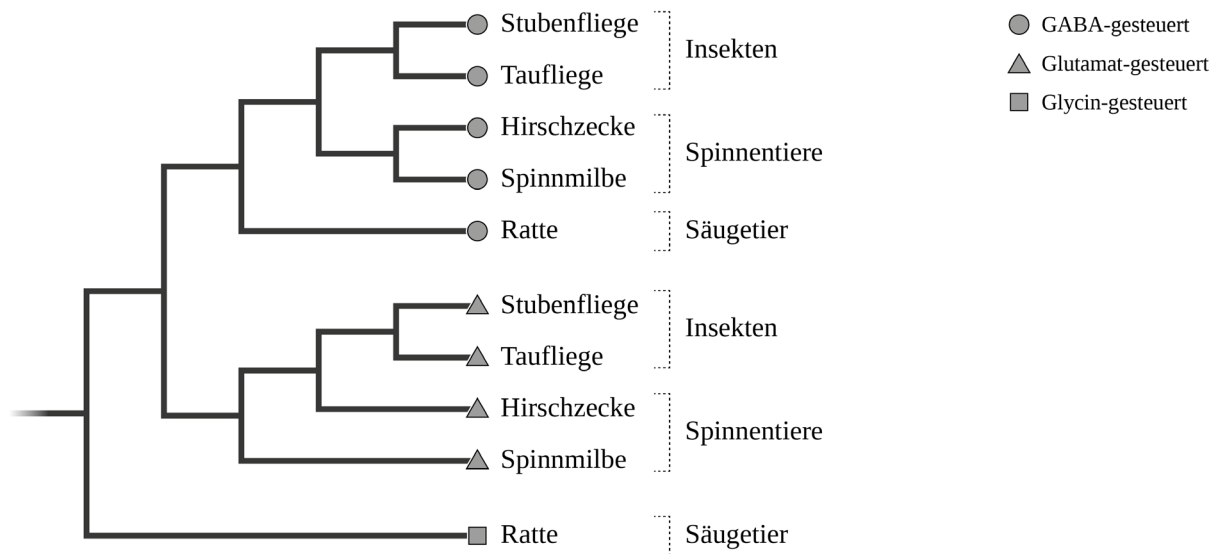 Stubenfliege
Taufliege
Insekten
Hirschzecke
Spinnmilbe
Spinnentiere
Ratte
Säugetier
Stubenfliege
Taufliege
Insekten
Hirschzecke
Spinnmilbe
Spinnentiere
Ratte
Säugetier
GABA-gesteuert
Glutamat-gesteuert
Glycin-gesteuert